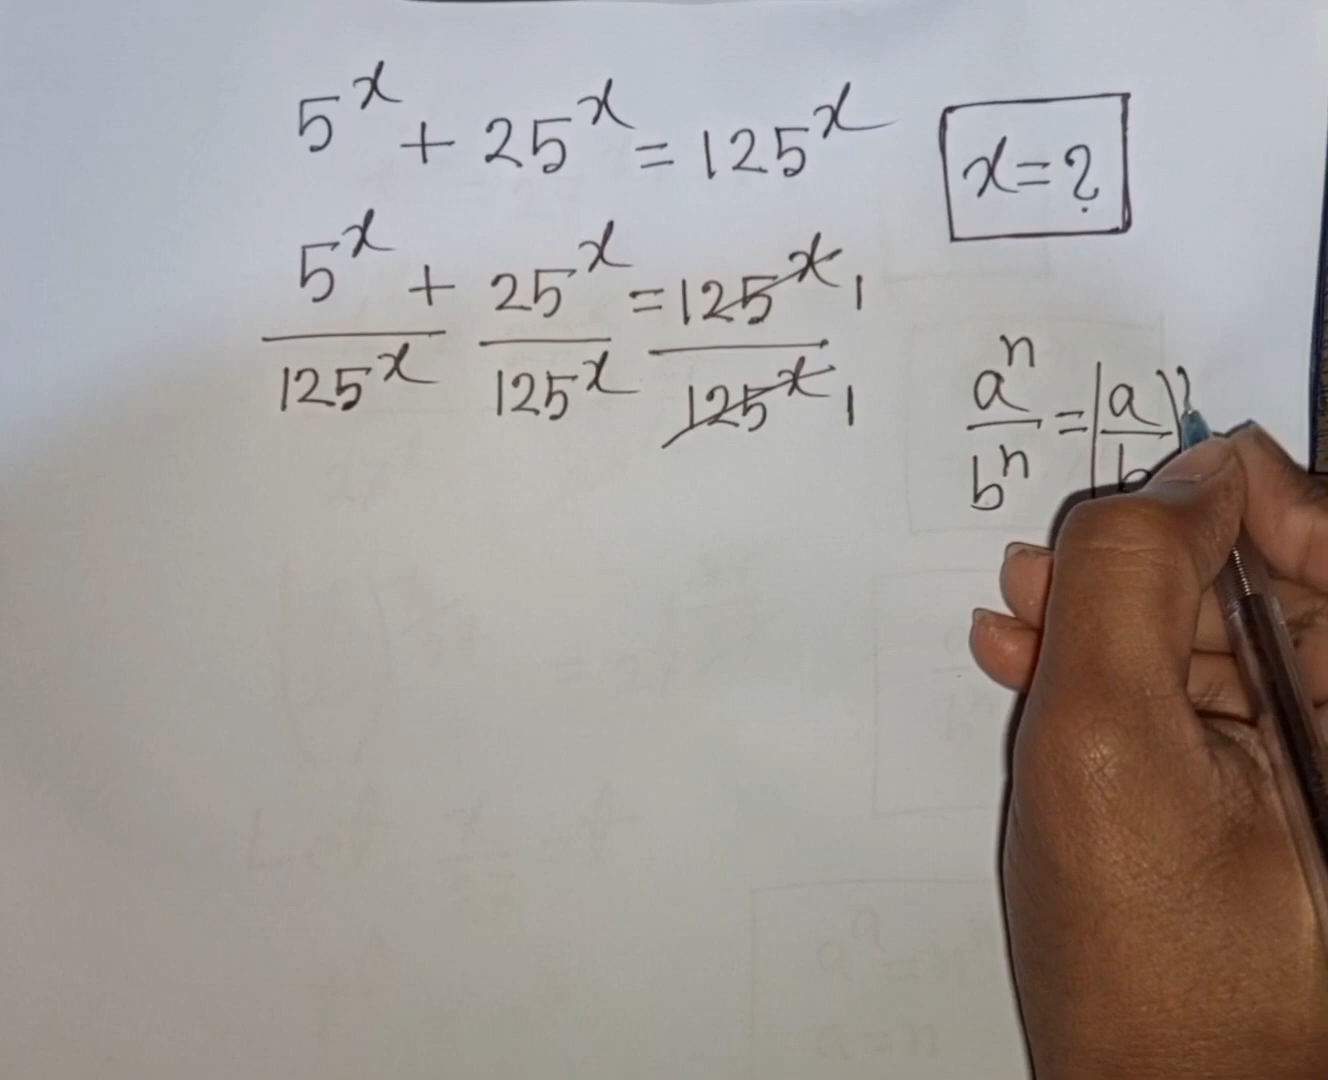 5^x + 25^x = 125^x
x = ?
5^x/125^x + 25^x/125^x = 125^x/125^x 1/1
a^n/b^n = (a/b)^n